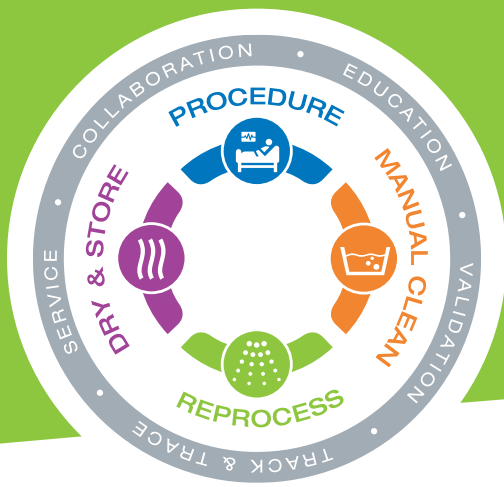 COLLABORATION • EDUCATION • VALIDATION • TRACK & TRACE • SERVICE •
PROCEDURE
MANUAL CLEAN
REPROCESS
DRY & STORE